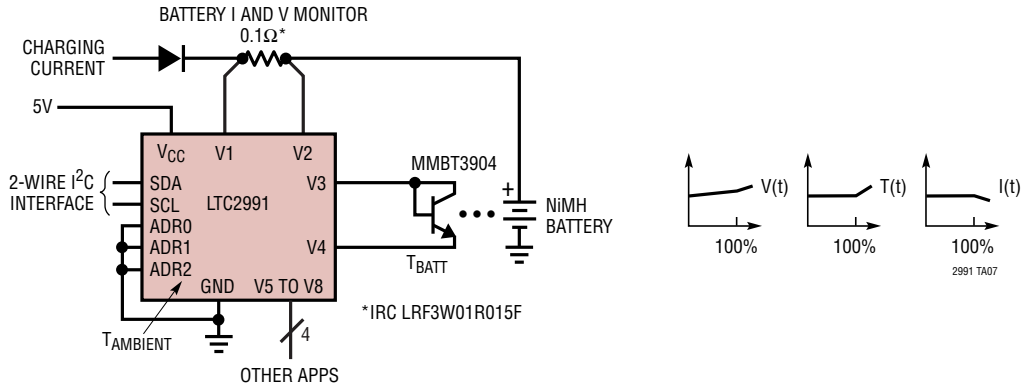 BATTERY I AND V MONITOR
0.1Ω*
CHARGING
CURRENT
5V
VCC
V1
V2
MMBT3904
2-WIRE I2C
INTERFACE
SDA
SCL
ADR0
ADR1
ADR2
LTC2991
V3
V4
+
NiMH
BATTERY
TBATT
GND
V5 TO V8
*IRC LRF3W01R015F
TAMBIENT
4
OTHER APPS
V(t)
100%
T(t)
100%
I(t)
100%
2991 TA07